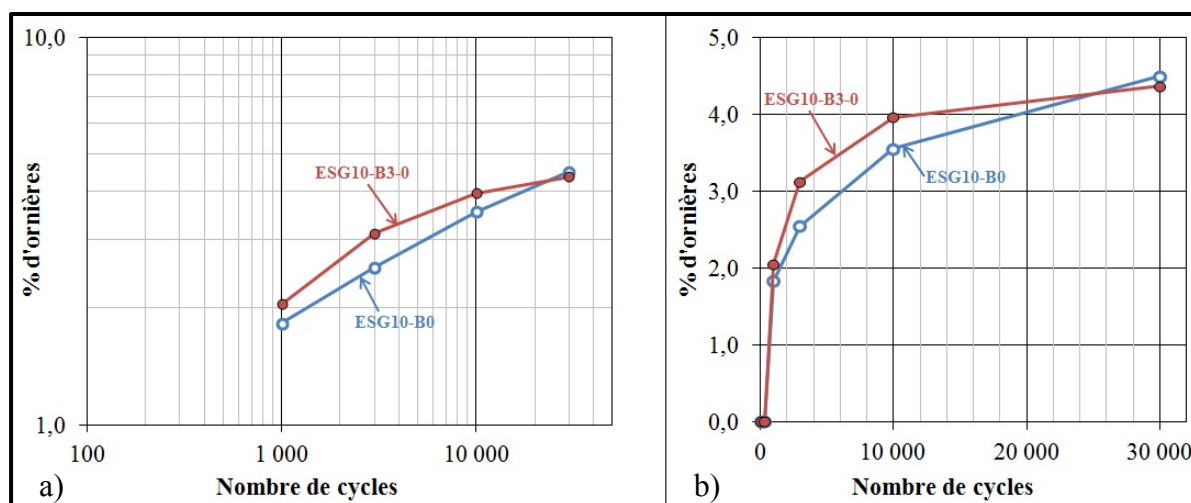 10,0
1,0
100
1 000
10 000
% d'ornières
Nombre de cycles
ESG10-B3-0
ESG10-B0
a)
5,0
4,0
3,0
2,0
1,0
0,0
0
10 000
20 000
30 000
% d'ornières
Nombre de cycles
ESG10-B3-0
ESG10-B0
b)